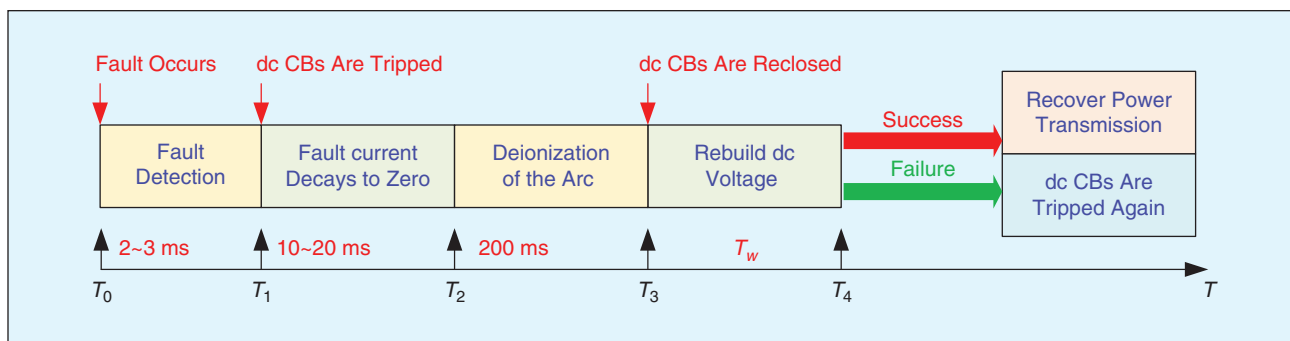 Fault Occurs
dc CBs Are Tripped
dc CBs Are Reclosed
Fault
Detection
Fault current
Decays to Zero
Deionization
of the Arc
Rebuild dc
Voltage
Success
Failure
Recover Power
Transmission
dc CBs Are
Tripped Again
2~3 ms
10~20 ms
200 ms
Tw
T0
T1
T2
T3
T4
T